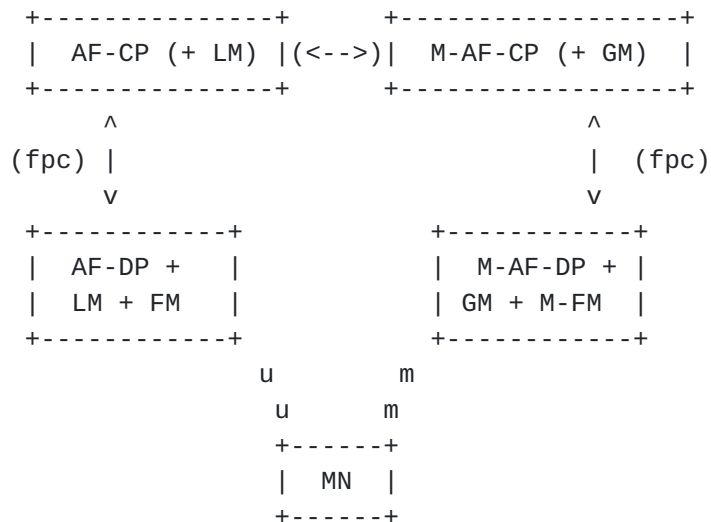 +---------------+ +------------------+
| AF-CP (+ LM) |(<-->)| M-AF-CP (+ GM) |
+---------------+ +------------------+
^ ^
(fpc) | | (fpc)
v v
+------------+ +------------+
| AF-DP + | | M-AF-DP + |
| LM + FM | | GM + M-FM |
+------------+ +------------+
u m
u m
+------+
| MN |
+------+